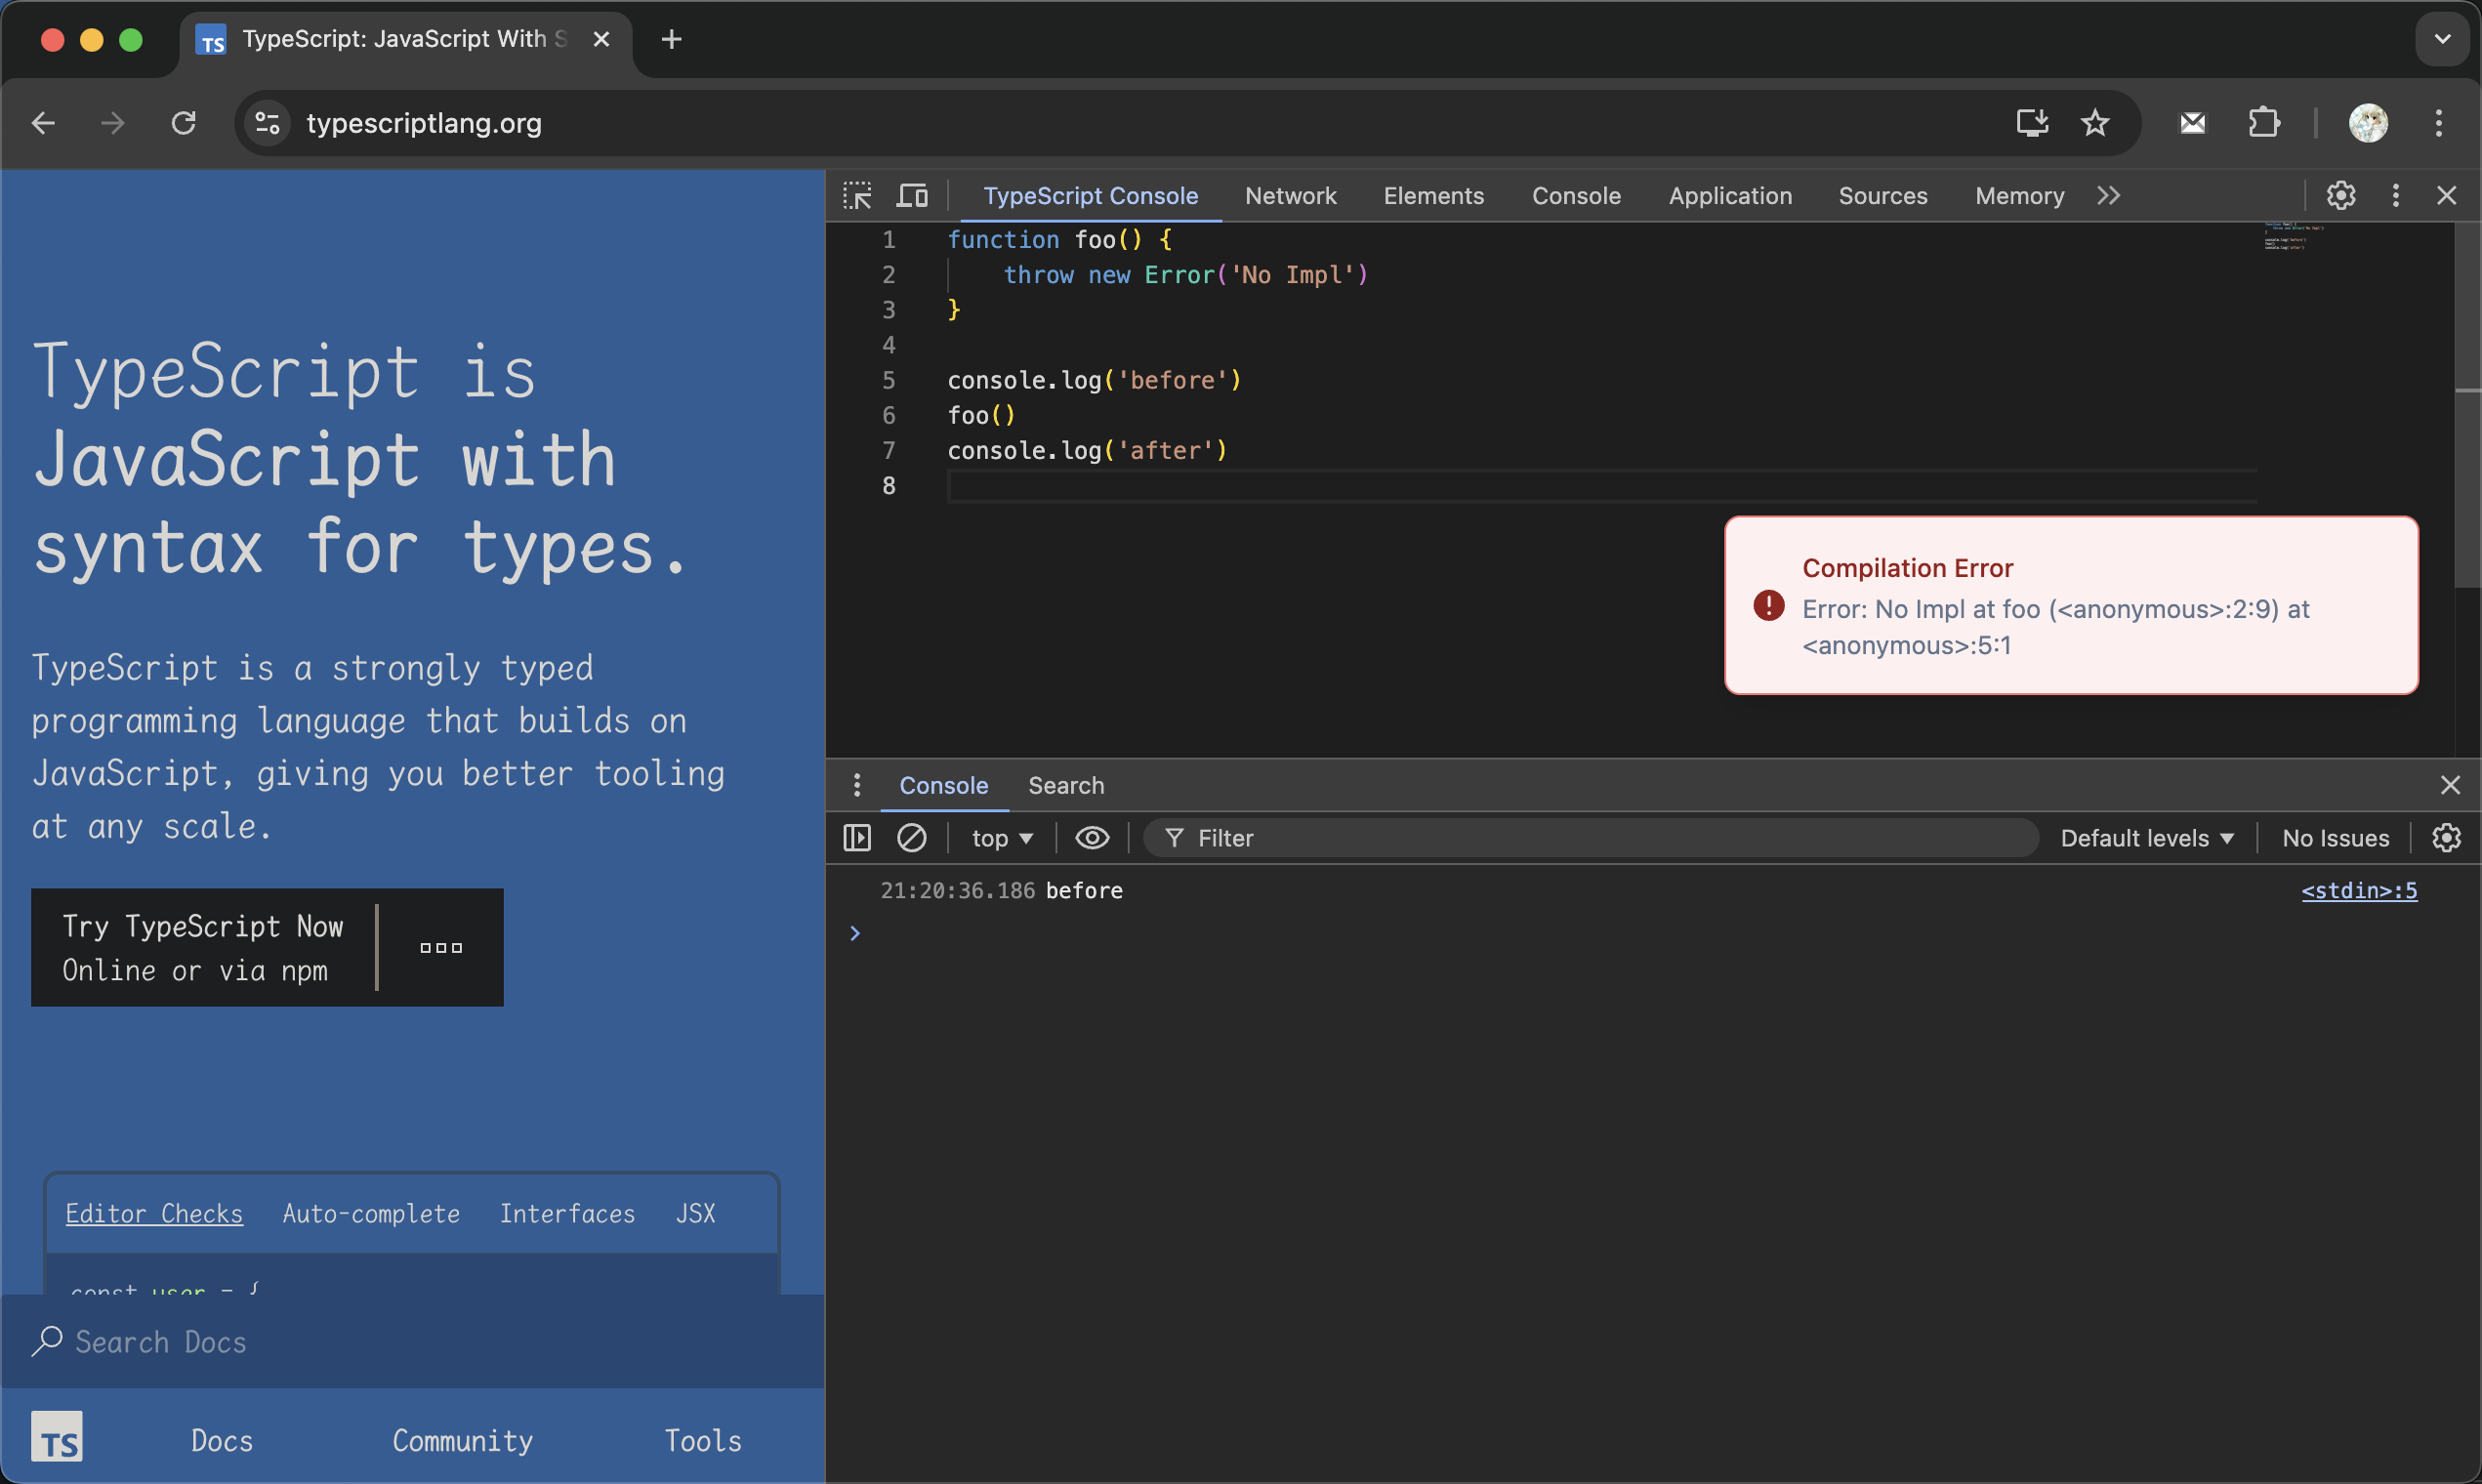 TS TypeScript: JavaScript With S
typescriptlang.org
TypeScript is
JavaScript with
syntax for types.
TypeScript is a strongly typed
programming language that builds on
JavaScript, giving you better tooling
at any scale.
Try TypeScript Now
Online or via npm
Editor Checks Auto-complete Interfaces JSX
const user = {
Search Docs
TS Docs Community Tools
TypeScript Console Network Elements Console Application Sources Memory
1 function foo() {
2 throw new Error('No Impl')
3 }
4
5 console.log('before')
6 foo()
7 console.log('after')
8
Compilation Error
Error: No Impl at foo (<anonymous>:2:9) at
<anonymous>:5:1
Console Search
top Filter Default levels No Issues
21:20:36.186 before <stdin>:5